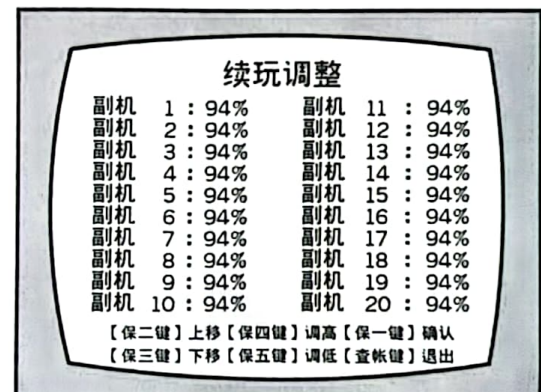 续玩调整
副机 1 : 94% 副机 11 : 94%
副机 2 : 94% 副机 12 : 94%
副机 3 : 94% 副机 13 : 94%
副机 4 : 94% 副机 14 : 94%
副机 5 : 94% 副机 15 : 94%
副机 6 : 94% 副机 16 : 94%
副机 7 : 94% 副机 17 : 94%
副机 8 : 94% 副机 18 : 94%
副机 9 : 94% 副机 19 : 94%
副机 10 : 94% 副机 20 : 94%
【保二键】上移【保四键】调高【保一键】确认
【保三键】下移【保五键】调低【查帐键】退出